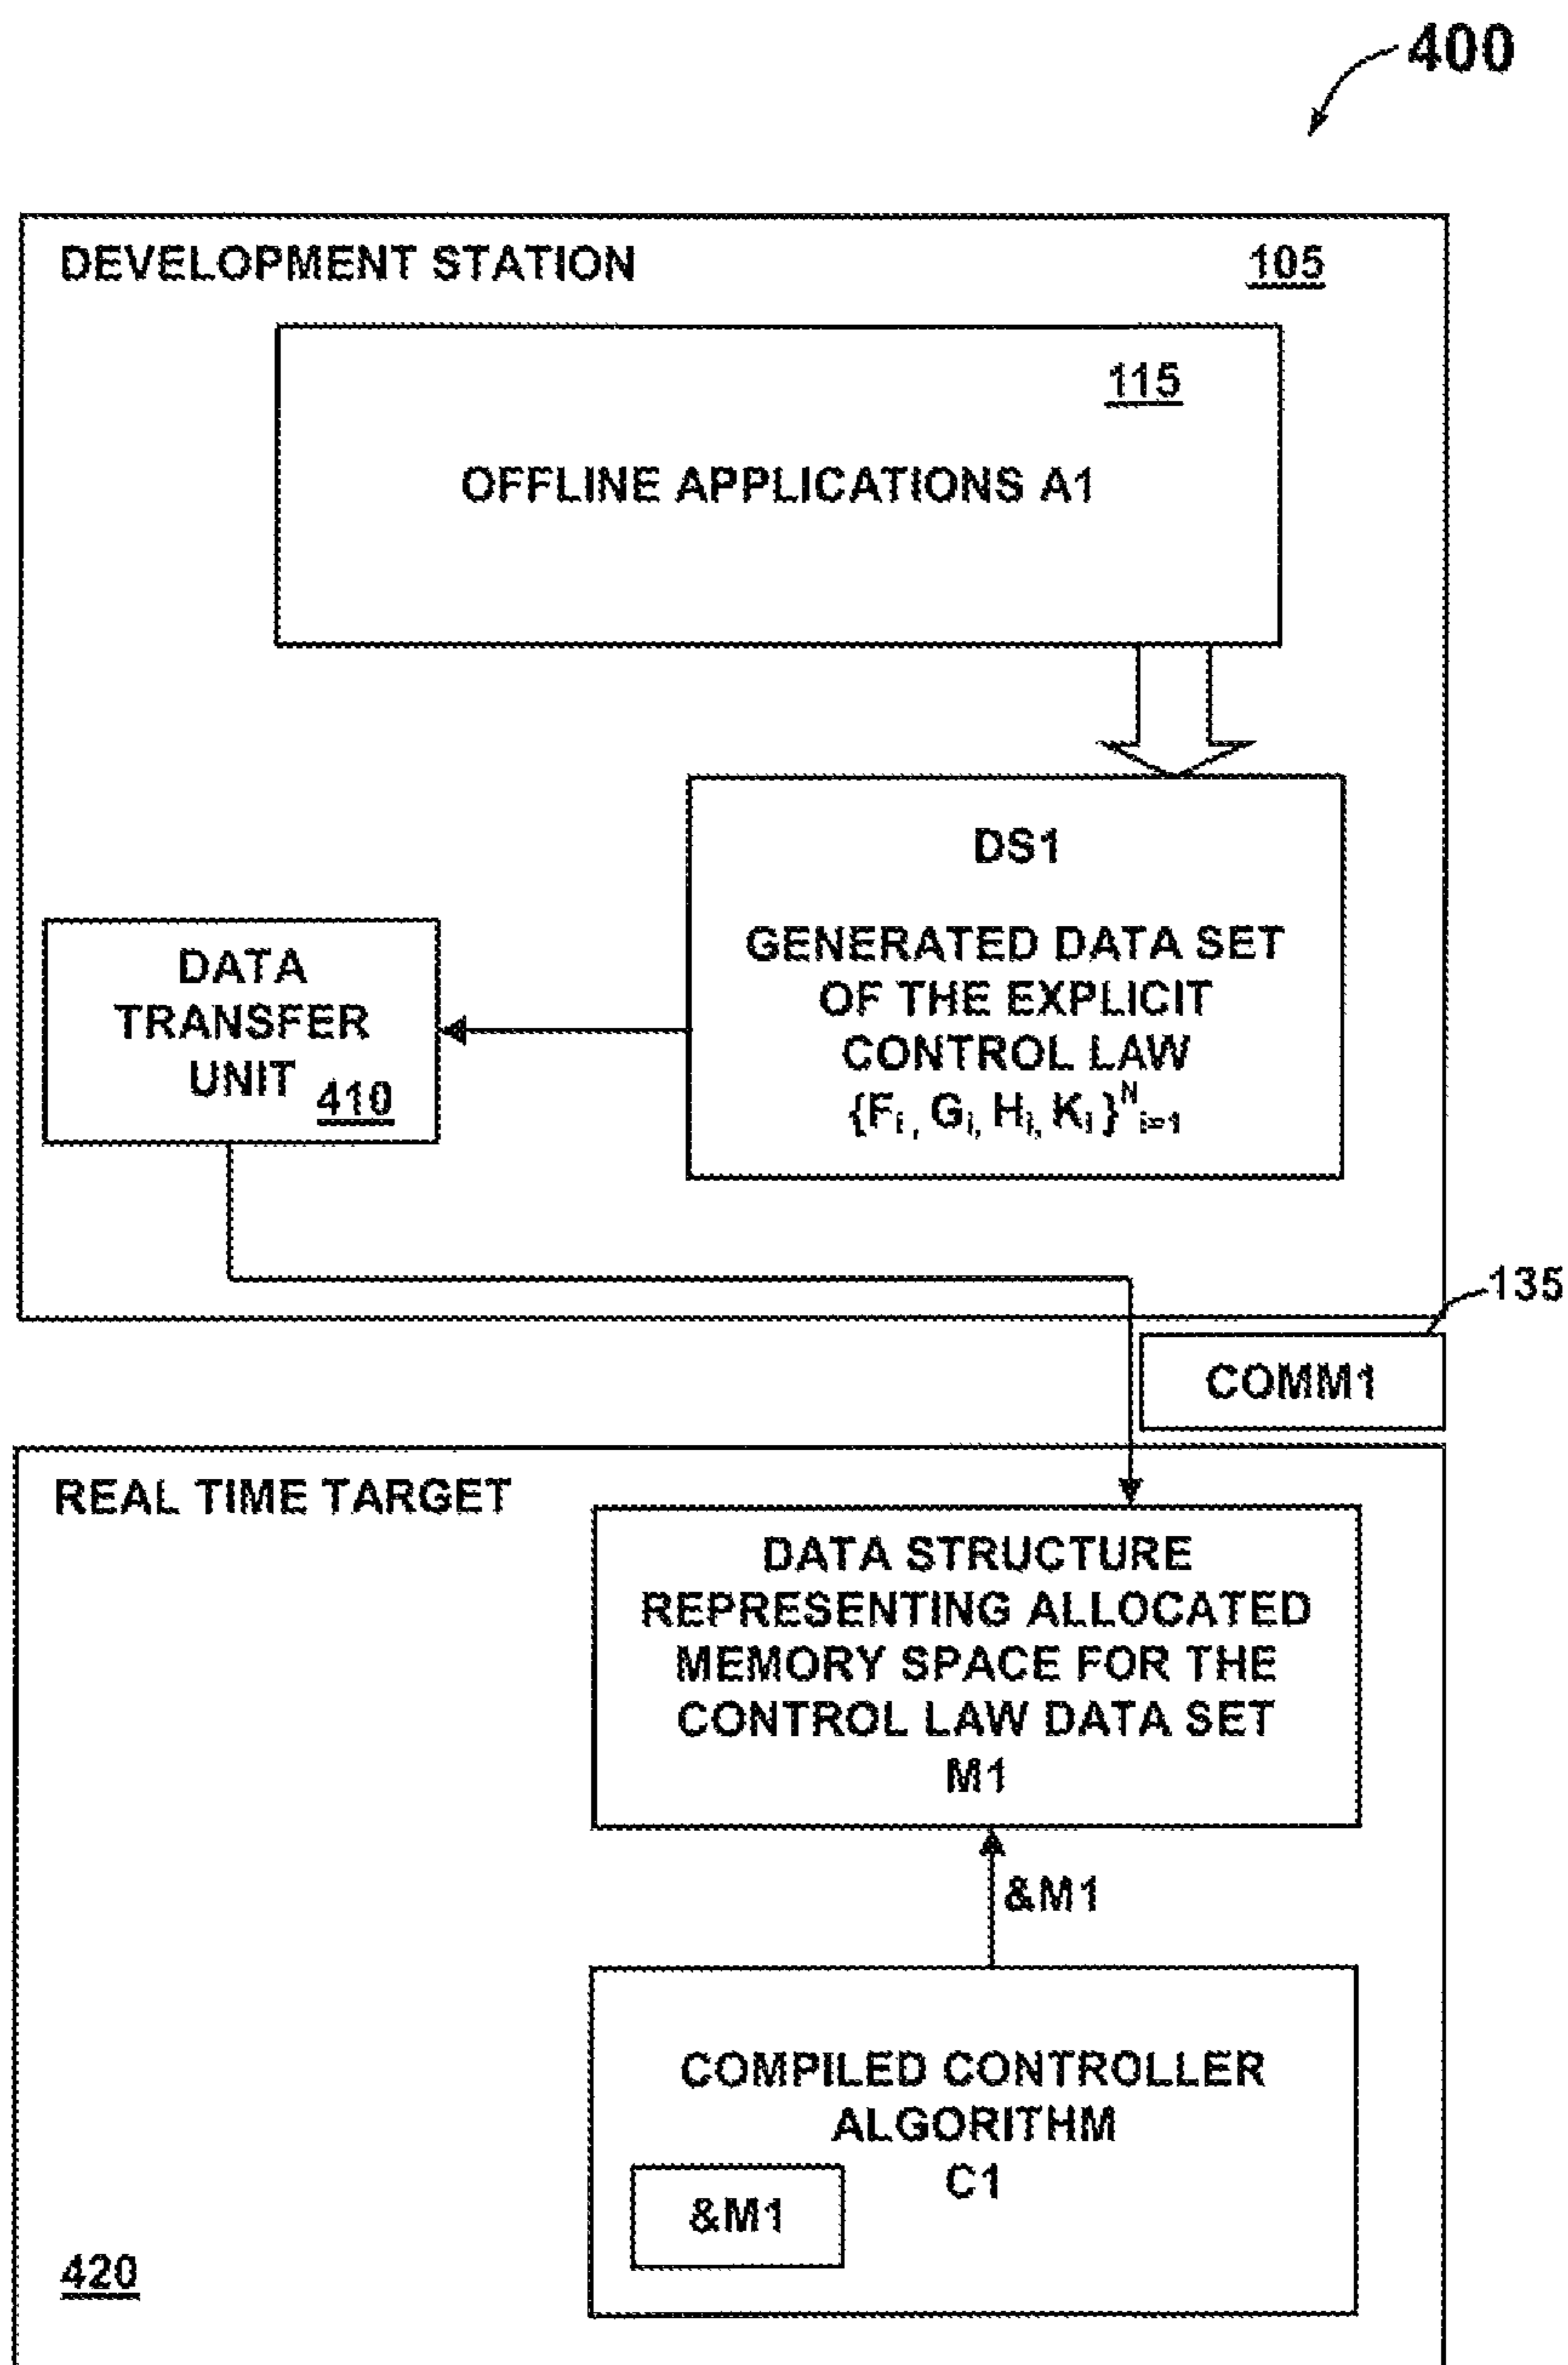 400
DEVELOPMENT STATION 105
115
OFFLINE APPLICATIONS A1
DS1
GENERATED DATA SET
OF THE EXPLICIT
CONTROL LAW
{Fᵢ, Gᵢ, Hᵢ, Kᵢ}ᴺᵢ₌₁
DATA
TRANSFER
UNIT 410
135
COMM1
REAL TIME TARGET
DATA STRUCTURE
REPRESENTING ALLOCATED
MEMORY SPACE FOR THE
CONTROL LAW DATA SET
M1
&M1
COMPILED CONTROLLER
ALGORITHM
C1
&M1
420